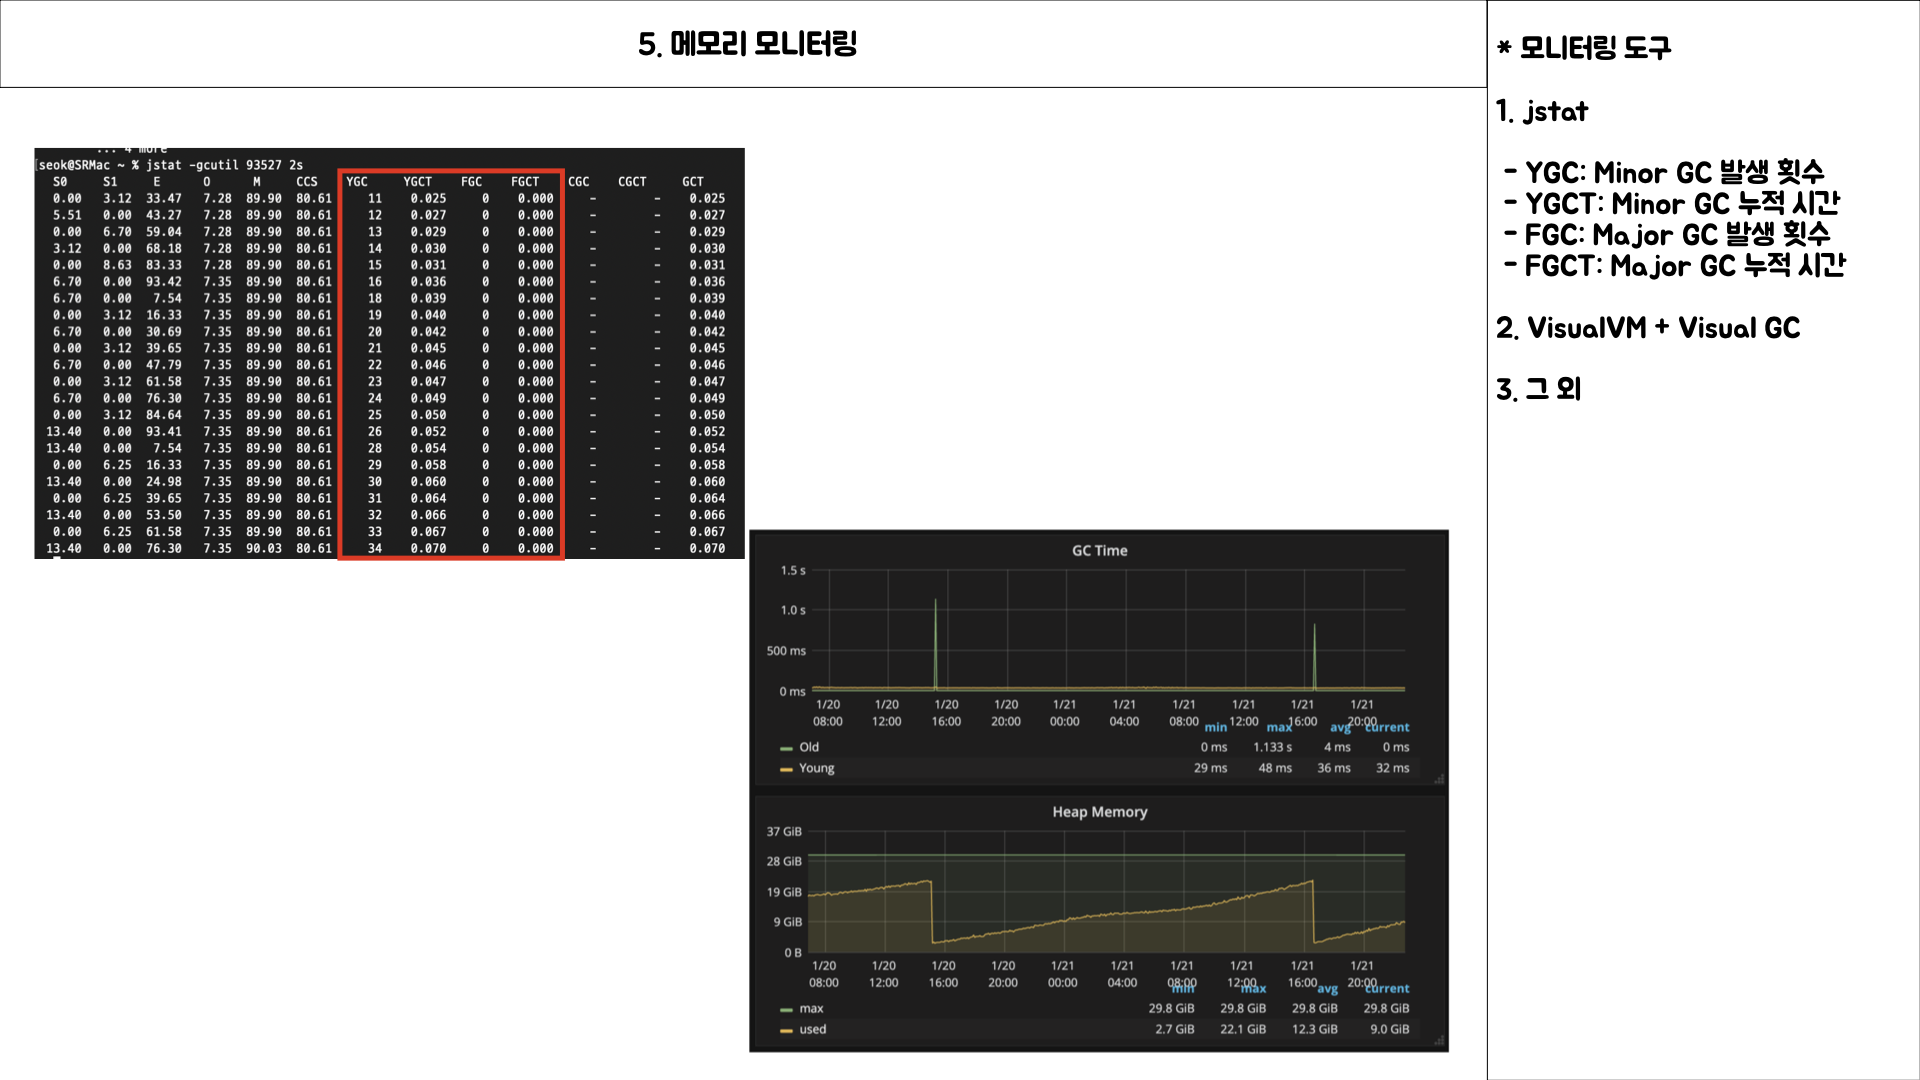 5. 메모리 모니터링
... 4 more
[seok@SRMac ~ % jstat -gcutil 93527 2s
S0 S1 E O M CCS YGC YGCT FGC FGCT CGC CGCT GCT
0.00 3.12 33.47 7.28 89.90 80.61 11 0.025 0 0.000 - - 0.025
5.51 0.00 43.27 7.28 89.90 80.61 12 0.027 0 0.000 - - 0.027
0.00 6.70 59.04 7.28 89.90 80.61 13 0.029 0 0.000 - - 0.029
3.12 0.00 68.18 7.28 89.90 80.61 14 0.030 0 0.000 - - 0.030
0.00 8.63 83.33 7.28 89.90 80.61 15 0.031 0 0.000 - - 0.031
6.70 0.00 93.42 7.35 89.90 80.61 16 0.036 0 0.000 - - 0.036
6.70 0.00 7.54 7.35 89.90 80.61 18 0.039 0 0.000 - - 0.039
0.00 3.12 16.33 7.35 89.90 80.61 19 0.040 0 0.000 - - 0.040
6.70 0.00 30.69 7.35 89.90 80.61 20 0.042 0 0.000 - - 0.042
0.00 3.12 39.65 7.35 89.90 80.61 21 0.045 0 0.000 - - 0.045
6.70 0.00 47.79 7.35 89.90 80.61 22 0.046 0 0.000 - - 0.046
0.00 3.12 61.58 7.35 89.90 80.61 23 0.047 0 0.000 - - 0.047
6.70 0.00 76.30 7.35 89.90 80.61 24 0.049 0 0.000 - - 0.049
0.00 3.12 84.64 7.35 89.90 80.61 25 0.050 0 0.000 - - 0.050
13.40 0.00 93.41 7.35 89.90 80.61 26 0.052 0 0.000 - - 0.052
13.40 0.00 7.54 7.35 89.90 80.61 28 0.054 0 0.000 - - 0.054
0.00 6.25 16.33 7.35 89.90 80.61 29 0.058 0 0.000 - - 0.058
13.40 0.00 24.98 7.35 89.90 80.61 30 0.060 0 0.000 - - 0.060
0.00 6.25 39.65 7.35 89.90 80.61 31 0.064 0 0.000 - - 0.064
13.40 0.00 53.50 7.35 89.90 80.61 32 0.066 0 0.000 - - 0.066
0.00 6.25 61.58 7.35 89.90 80.61 33 0.067 0 0.000 - - 0.067
13.40 0.00 76.30 7.35 90.03 80.61 34 0.070 0 0.000 - - 0.070
GC Time
1.5 s
1.0 s
500 ms
0 ms
1/20 1/20 1/20 1/20 1/21 1/21 1/21 1/21 1/21 1/21
08:00 12:00 16:00 20:00 00:00 04:00 08:00 12:00 16:00 20:00
min max avg current
Old 0 ms 1.133 s 4 ms 0 ms
Young 29 ms 48 ms 36 ms 32 ms
Heap Memory
37 GiB
28 GiB
19 GiB
9 GiB
0 B
1/20 1/20 1/20 1/20 1/21 1/21 1/21 1/21 1/21 1/21
08:00 12:00 16:00 20:00 00:00 04:00 08:00 12:00 16:00 20:00
min max avg current
max 29.8 GiB 29.8 GiB 29.8 GiB 29.8 GiB
used 2.7 GiB 22.1 GiB 12.3 GiB 9.0 GiB
* 모니터링 도구
1. jstat
- YGC: Minor GC 발생 횟수
- YGCT: Minor GC 누적 시간
- FGC: Major GC 발생 횟수
- FGCT: Major GC 누적 시간
2. VisualVM + Visual GC
3. 그 외